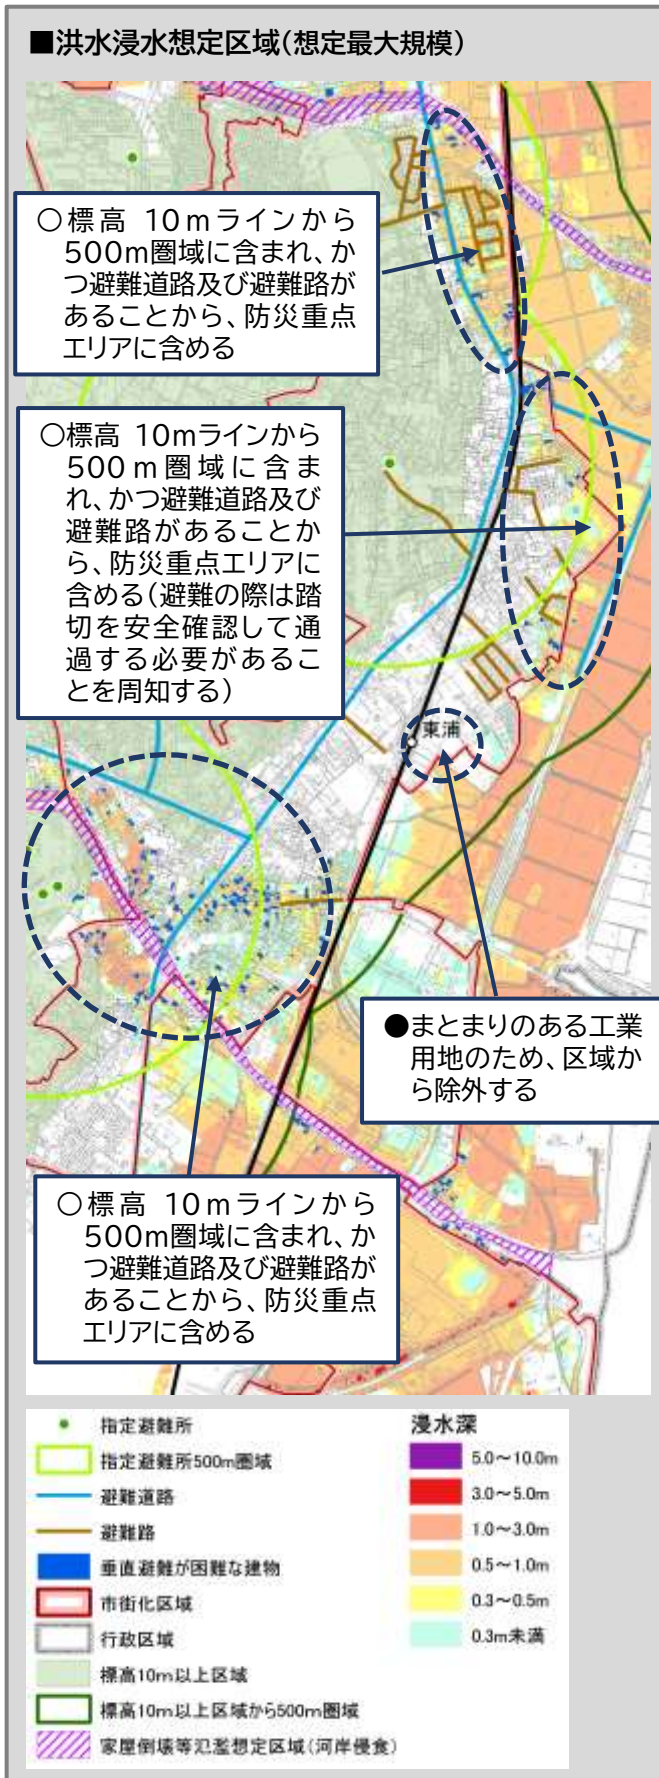 ■洪水浸水想定区域(想定最大規模)
○標高 10mラインから
500m圏域に含まれ、か
つ避難道路及び避難路が
あることから、防災重点
エリアに含める
○標高 10mラインから
500m圏域に含ま
れ、かつ避難道路及び
避難路があることか
ら、防災重点エリアに
含める(避難の際は踏
切を安全確認して通
過する必要があるこ
とを周知する)
東浦
●まとまりのある工業
用地のため、区域か
ら除外する
○標高 10mラインから
500m圏域に含まれ、か
つ避難道路及び避難路が
あることから、防災重点
エリアに含める
指定避難所
指定避難所500m圏域
避難道路
避難路
垂直避難が困難な建物
市街化区域
行政区域
標高10m以上区域
標高10m以上区域から500m圏域
家屋倒壊等氾濫想定区域(河岸侵食)
浸水深
5.0~10.0m
3.0~5.0m
1.0~3.0m
0.5~1.0m
0.3~0.5m
0.3m未満